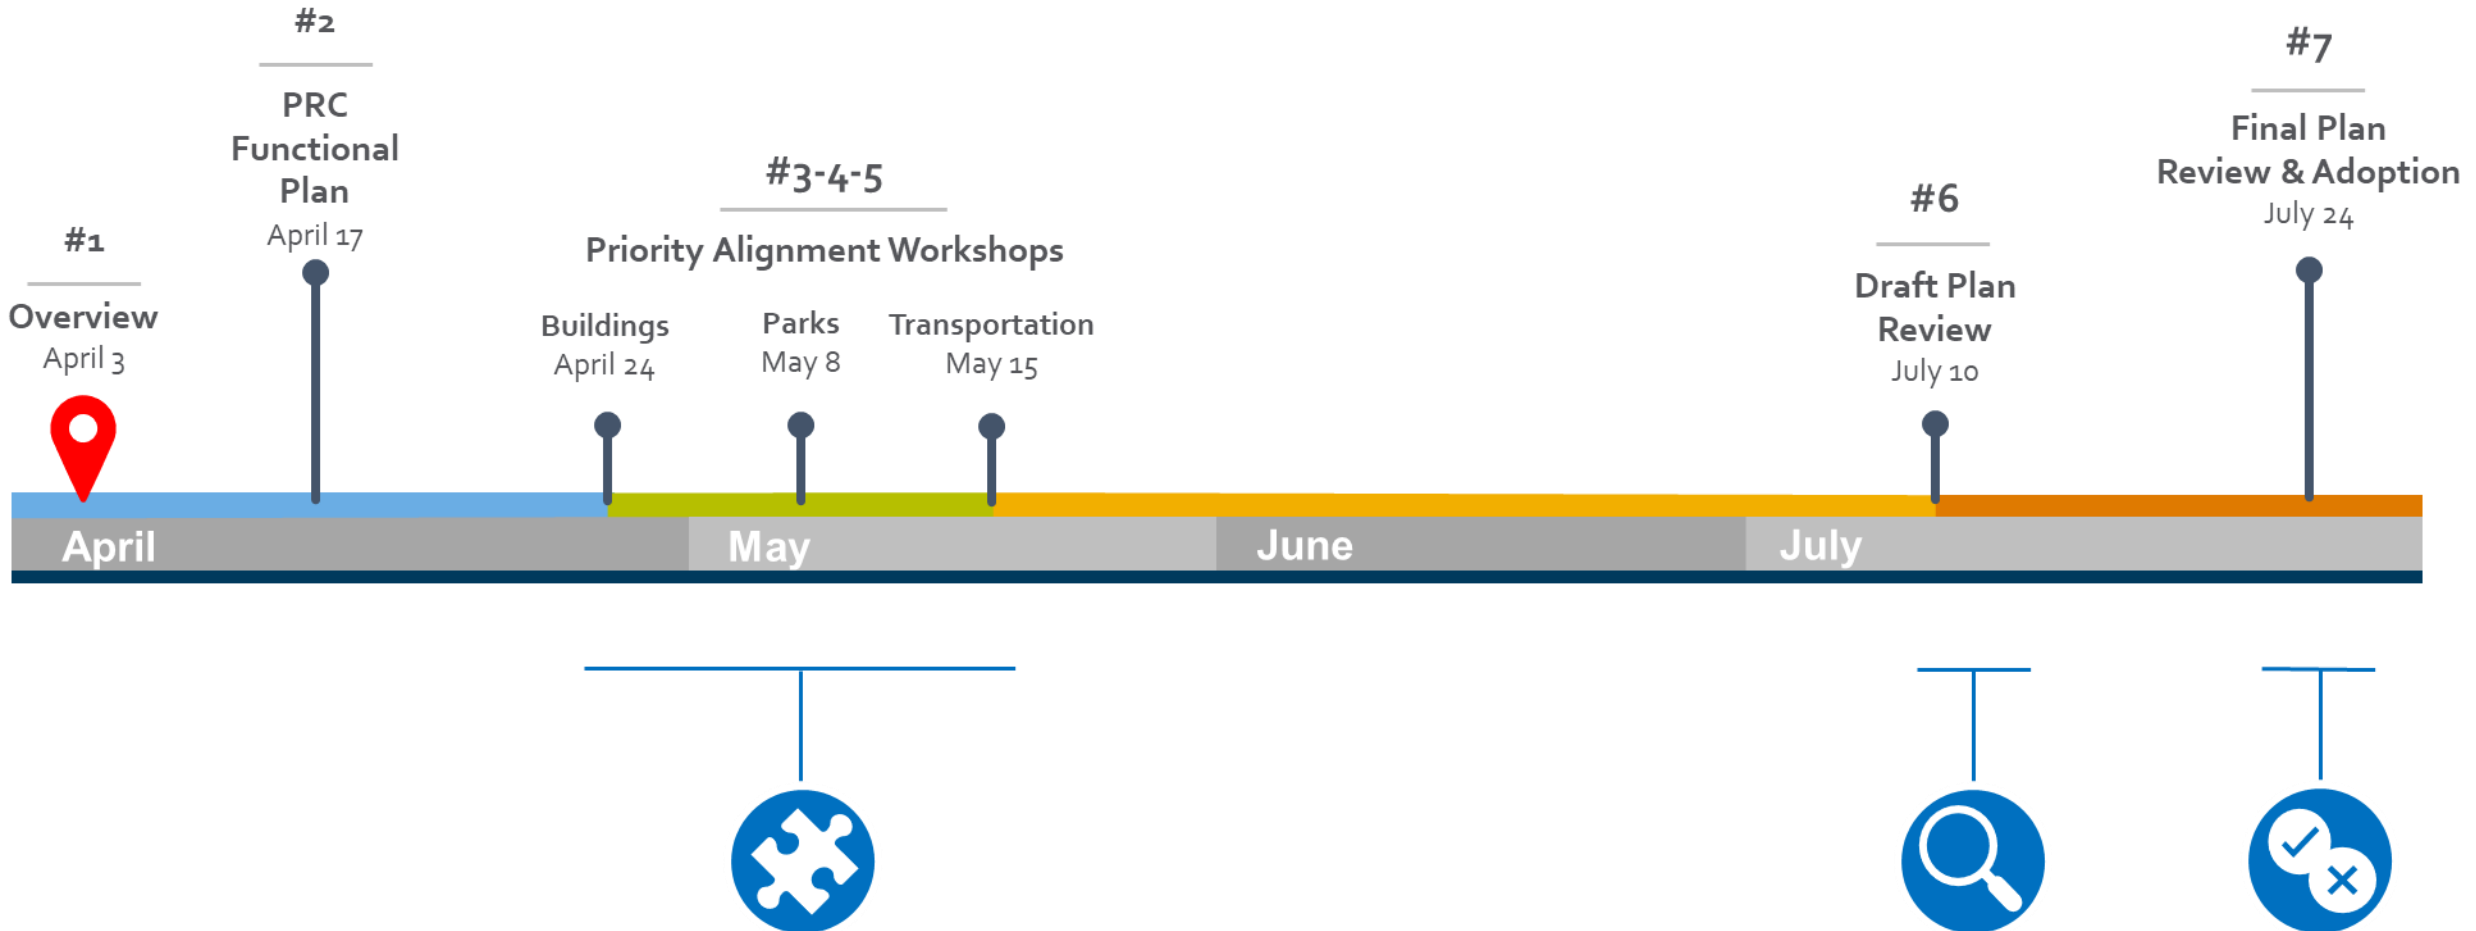 #1
Overview
April 3
#2
PRC
Functional
Plan
April 17
#3-4-5
Priority Alignment Workshops
Buildings
April 24
Parks
May 8
Transportation
May 15
#6
Draft Plan
Review
July 10
#7
Final Plan
Review & Adoption
July 24
April
May
June
July